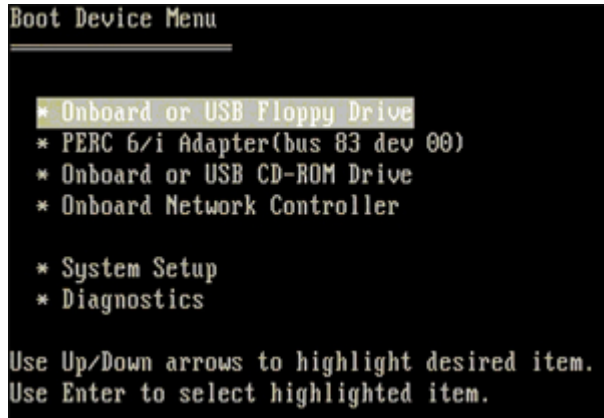 Boot Device Menu
* Onboard or USB Floppy Drive
* PERC 6/i Adapter(bus 83 dev 00)
* Onboard or USB CD-ROM Drive
* Onboard Network Controller
* System Setup
* Diagnostics
Use Up/Down arrows to highlight desired item.
Use Enter to select highlighted item.